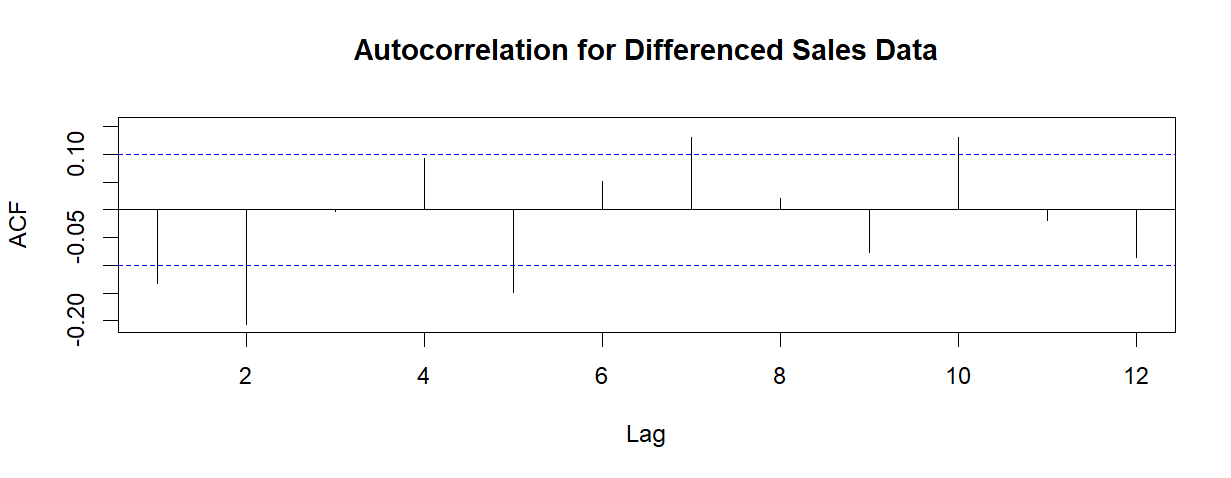 Autocorrelation for Differenced Sales Data
ACF
0.10
-0.05
-0.20
2 4 6 8 10 12
Lag